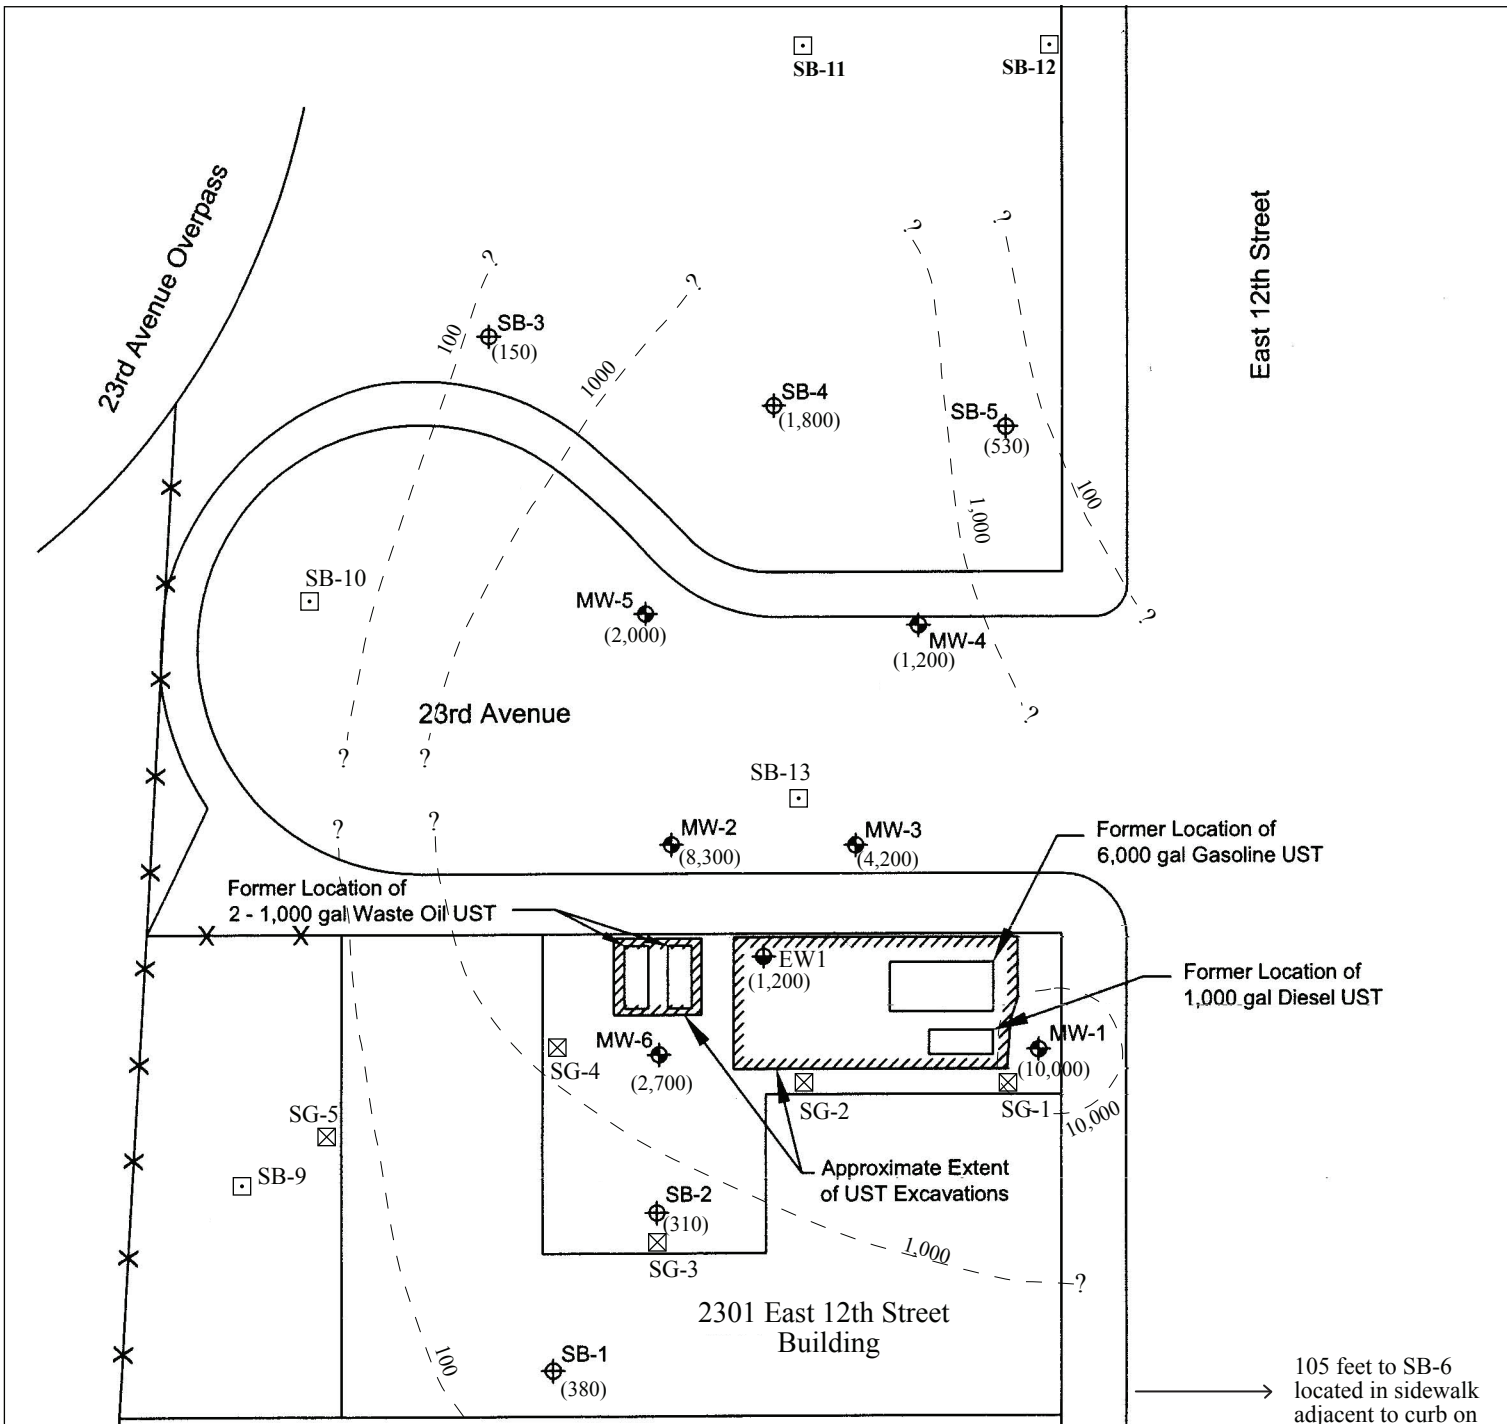 SB-11
SB-12
23rd Avenue Overpass
East 12th Street
?
?
?
?
100
SB-3
(150)
1000
SB-4
(1,800)
SB-5
(530)
100
1,000
SB-10
MW-5
(2,000)
?
MW-4
(1,200)
23rd Avenue
?
?
?
SB-13
?
?
MW-2
(8,300)
MW-3
(4,200)
Former Location of
6,000 gal Gasoline UST
Former Location of
2 - 1,000 gal Waste Oil UST
EW1
(1,200)
Former Location of
1,000 gal Diesel UST
MW-6
(2,700)
MW-1
(10,000)
SG-4
SG-2
SG-1
10,000
SG-5
SB-9
Approximate Extent
of UST Excavations
SB-2
(310)
SG-3
1,000
?
2301 East 12th Street
Building
100
SB-1
(380)
105 feet to SB-6
located in sidewalk
adjacent to curb on